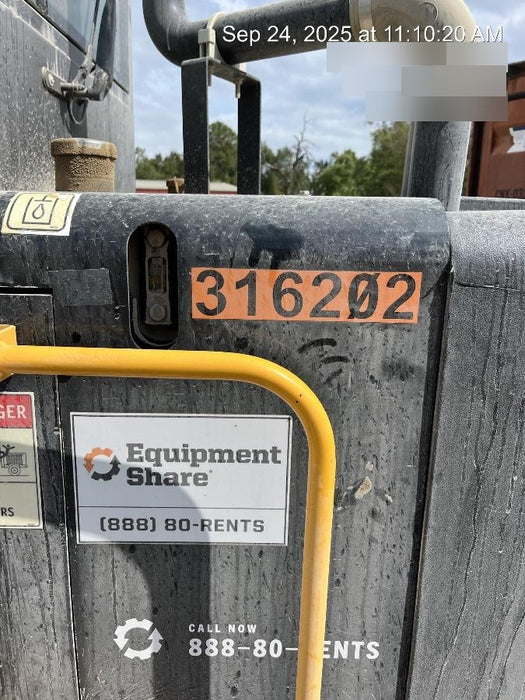 Sep 24, 2025 at 11:10:20 AM
316202
GER
Equipment
Share
(888) 80-RENTS
RS
CALL NOW
888-80- ENTS